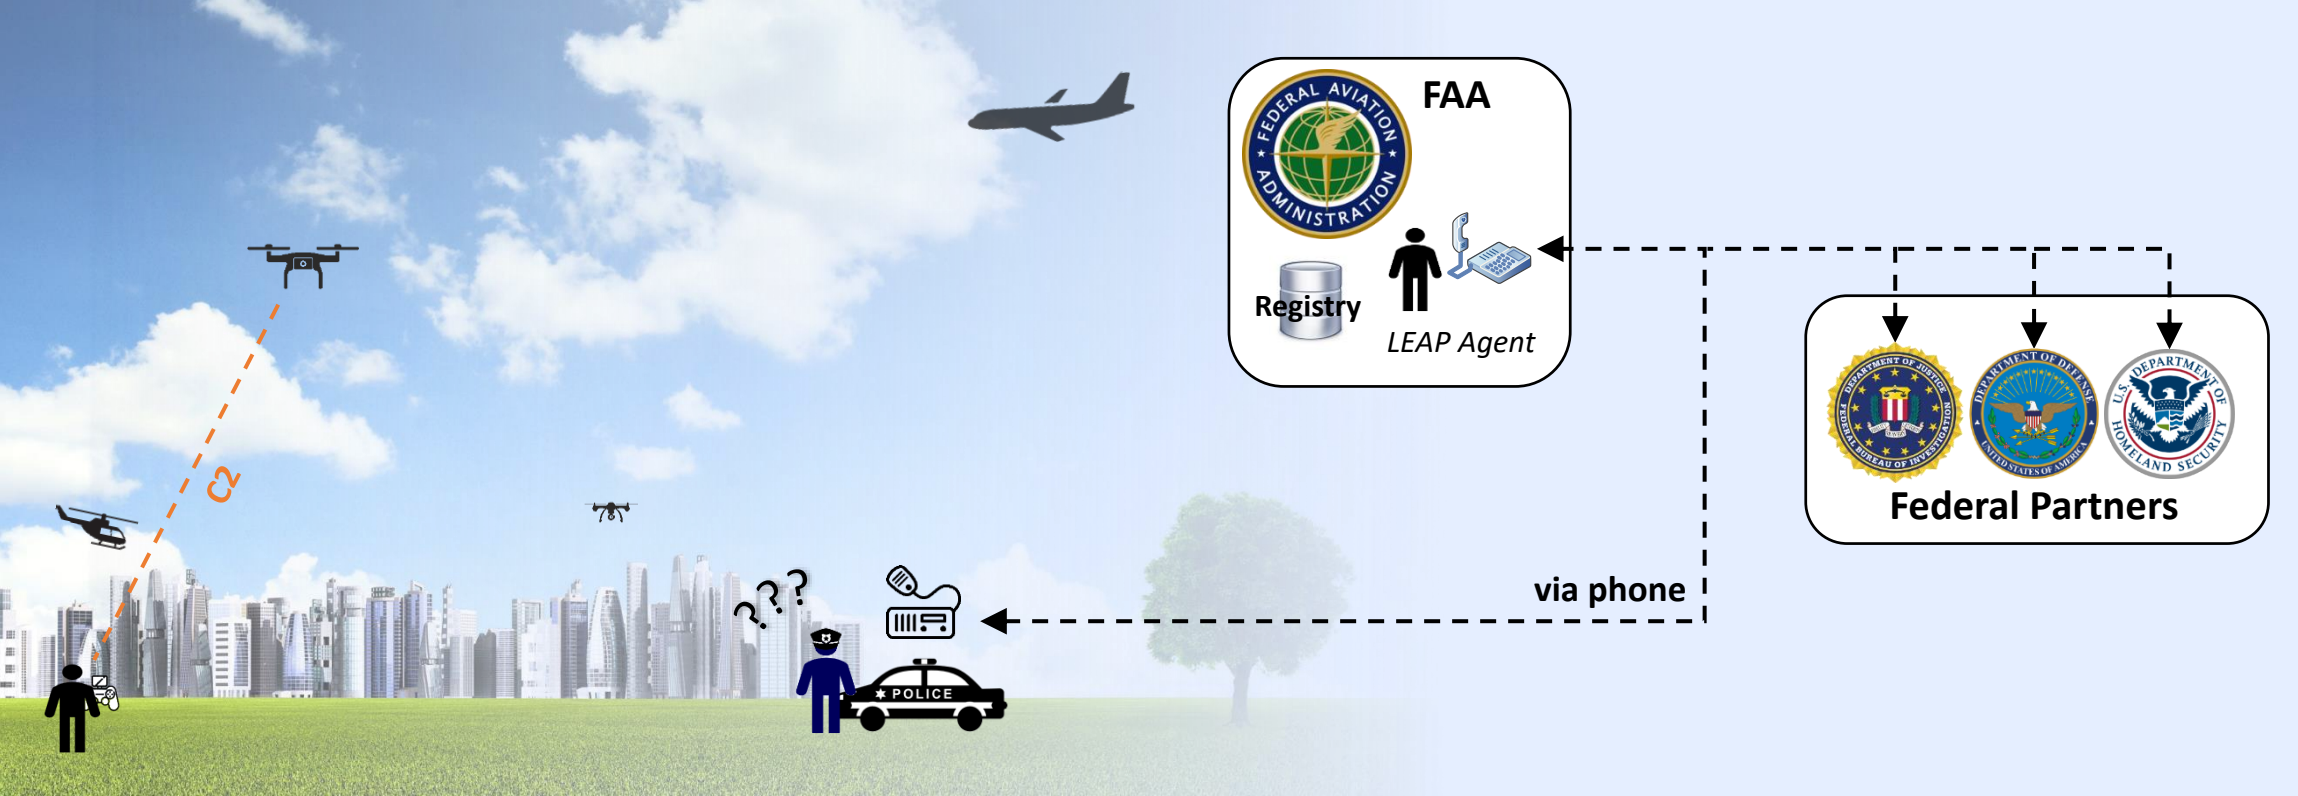 FEDERAL AVIATION
ADMINISTRATION
FAA
Registry
LEAP Agent
DEPARTMENT OF JUSTICE
FEDERAL BUREAU OF INVESTIGATION
DEPARTMENT OF DEFENSE
UNITED STATES OF AMERICA
U.S. DEPARTMENT OF
HOMELAND SECURITY
Federal Partners
C2
via phone
???
POLICE